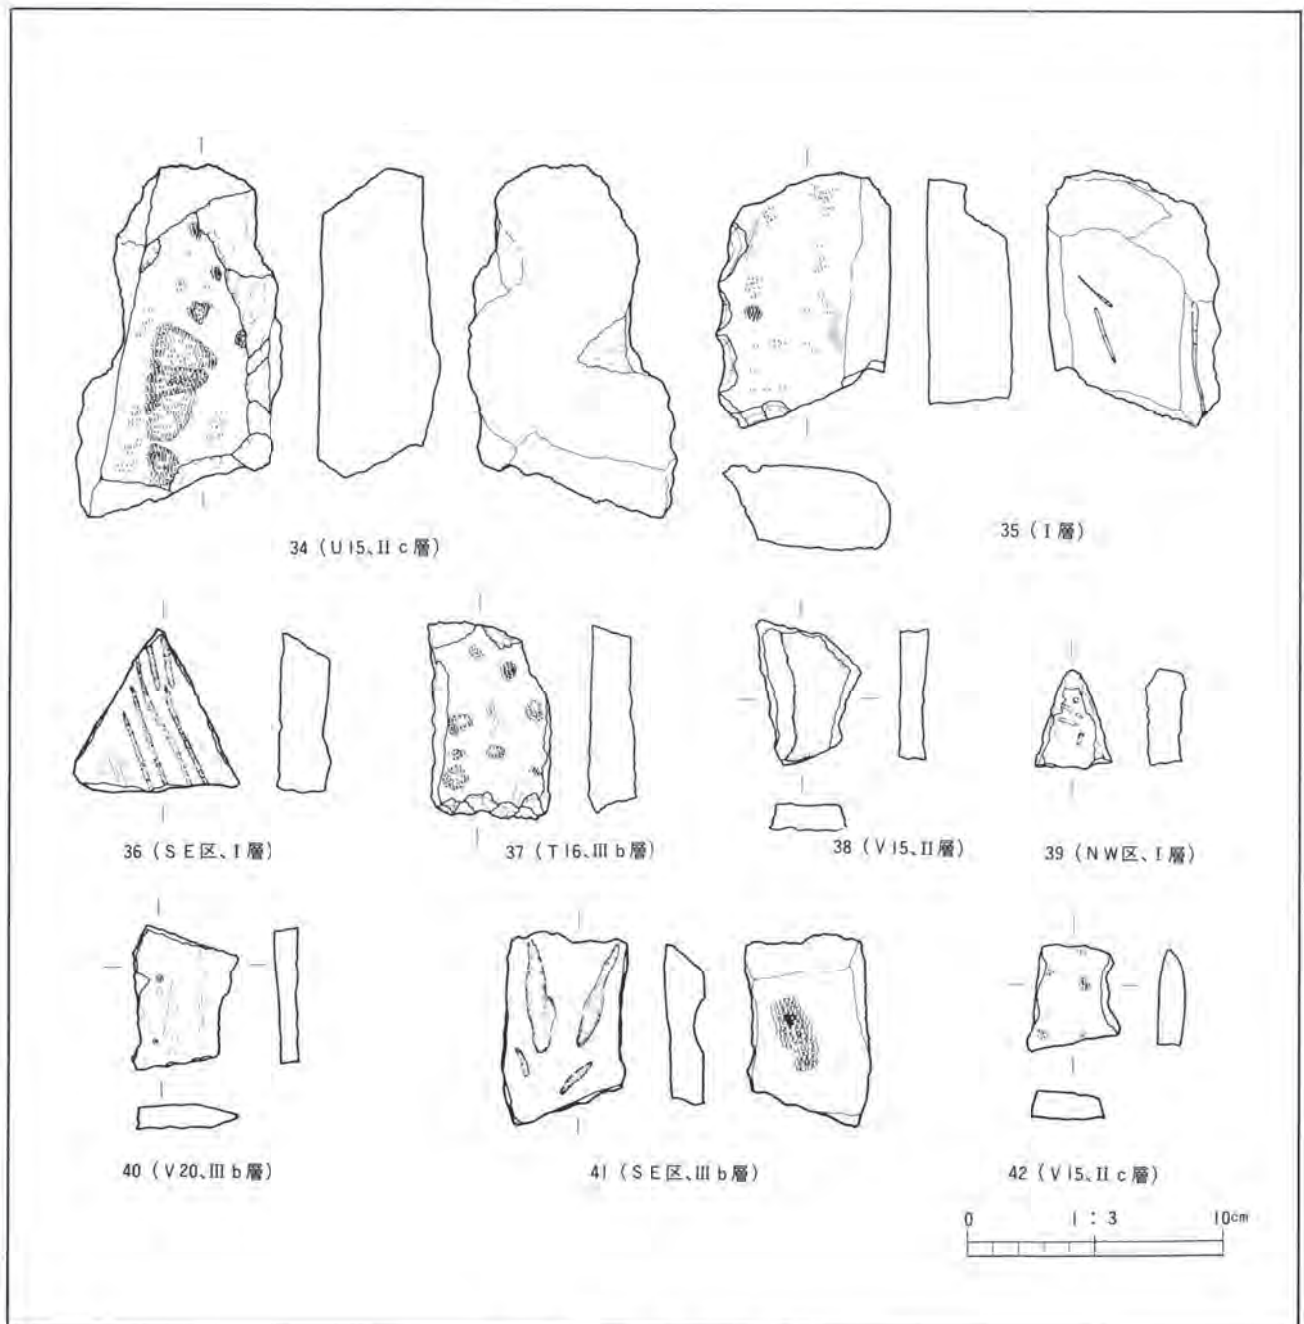 34 (U15、IIc層)
35 (I層)
36 (SE区、I層)
37 (T16、IIIb層)
38 (V15、II層)
39 (NW区、I層)
40 (V20、IIIb層)
41 (SE区、IIIb層)
42 (V15、IIc層)
0 1:3 10cm